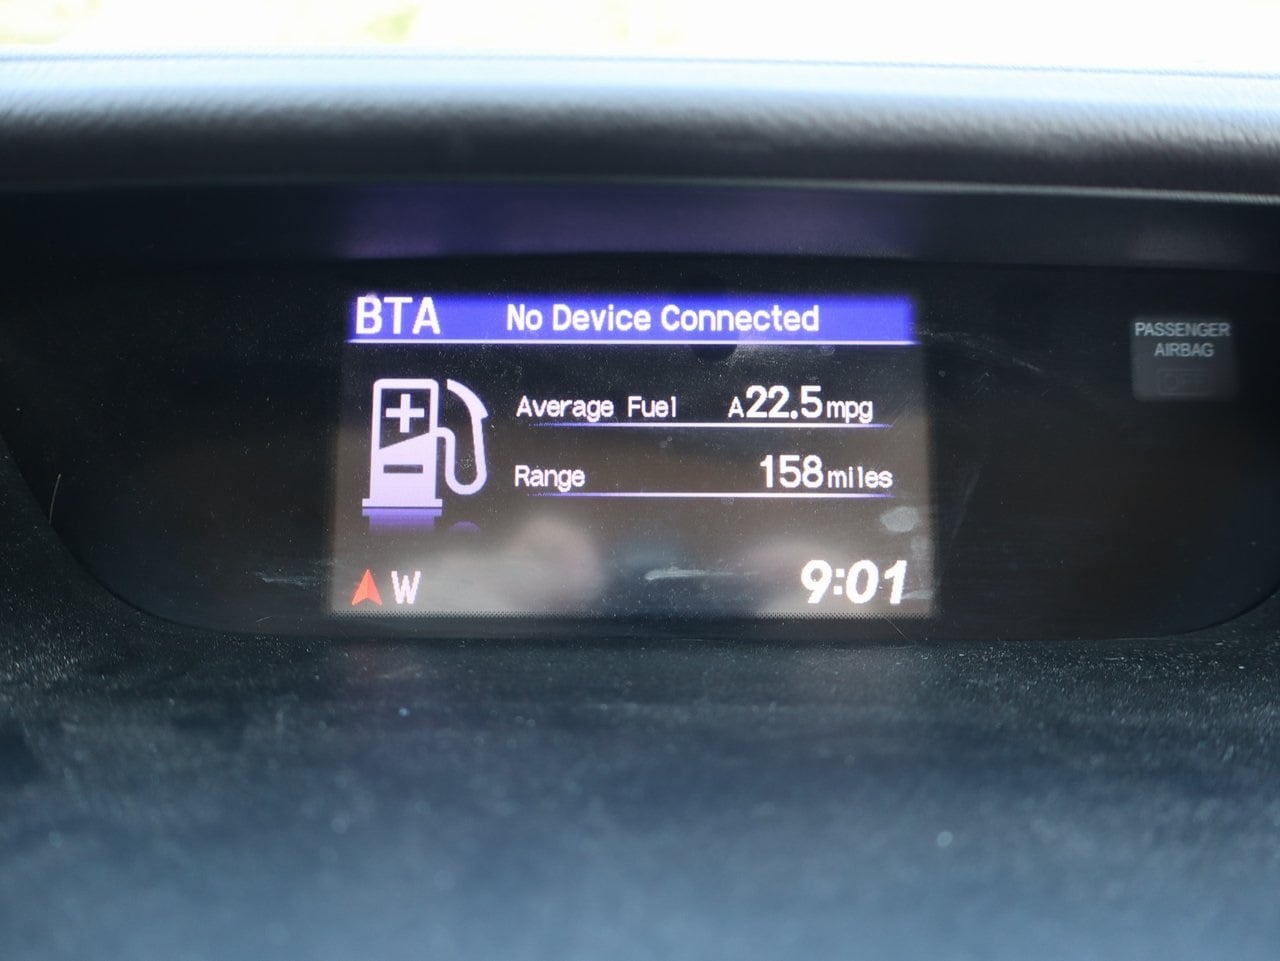 BTA No Device Connected
Average Fuel A22.5mpg
Range 158miles
W 9:01
PASSENGER
AIRBAG